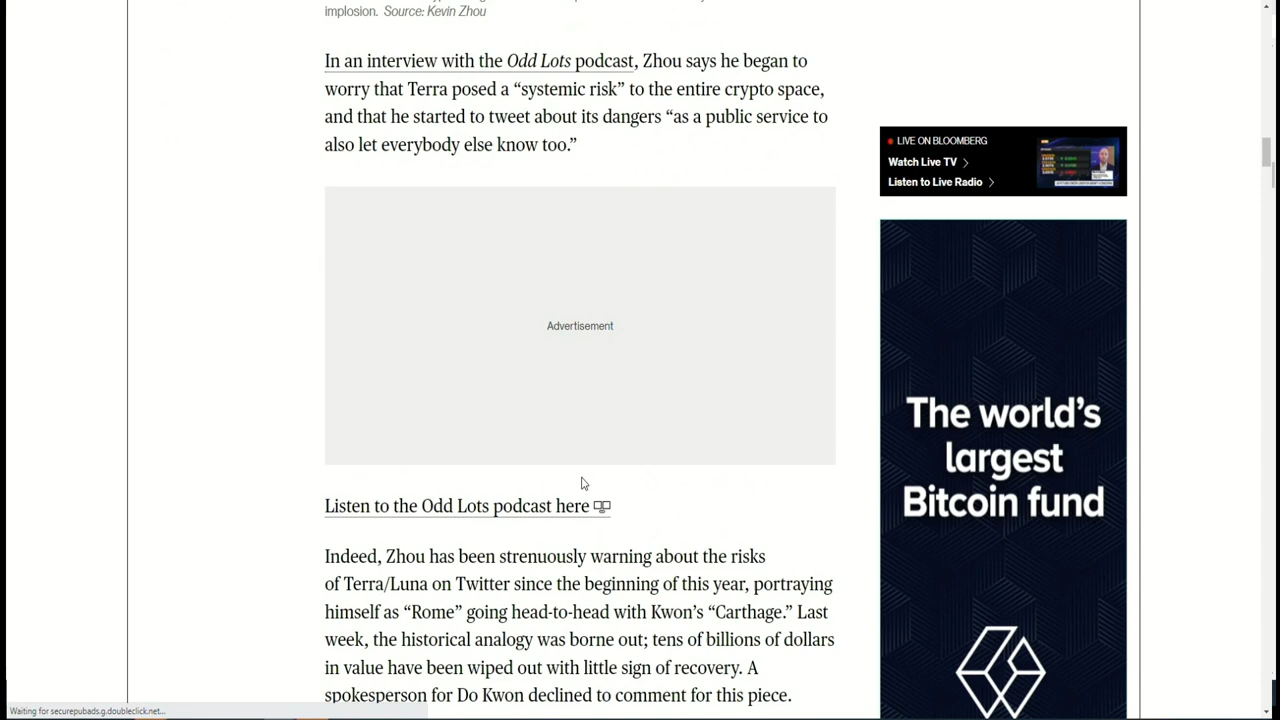 implosion. Source: Kevin Zhou
In an interview with the Odd Lots podcast, Zhou says he began to
worry that Terra posed a “systemic risk” to the entire crypto space,
and that he started to tweet about its dangers “as a public service to
also let everybody else know too.”
Advertisement
Listen to the Odd Lots podcast here
Indeed, Zhou has been strenuously warning about the risks
of Terra/Luna on Twitter since the beginning of this year, portraying
himself as “Rome” going head-to-head with Kwon’s “Carthage.” Last
week, the historical analogy was borne out; tens of billions of dollars
in value have been wiped out with little sign of recovery. A
spokesperson for Do Kwon declined to comment for this piece.
LIVE ON BLOOMBERG
Watch Live TV
Listen to Live Radio
The world’s
largest
Bitcoin fund
Waiting for securepubads.g.doubleclick.net...